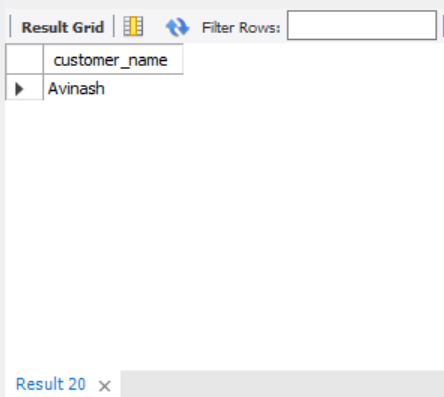 Result Grid Filter Rows:
customer_name
Avinash
Result 20